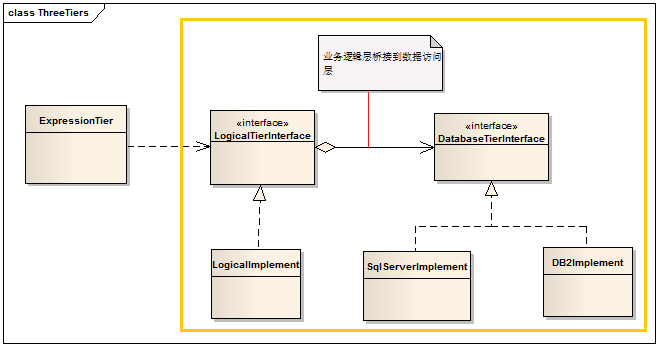 class ThreeTiers
业务逻辑层桥接到数据访问
层
ExpressionTier
«interface»
LogicalTierInterface
«interface»
DatabaseTierInterface
LogicalImplement
SqlServerImplement
DB2Implement